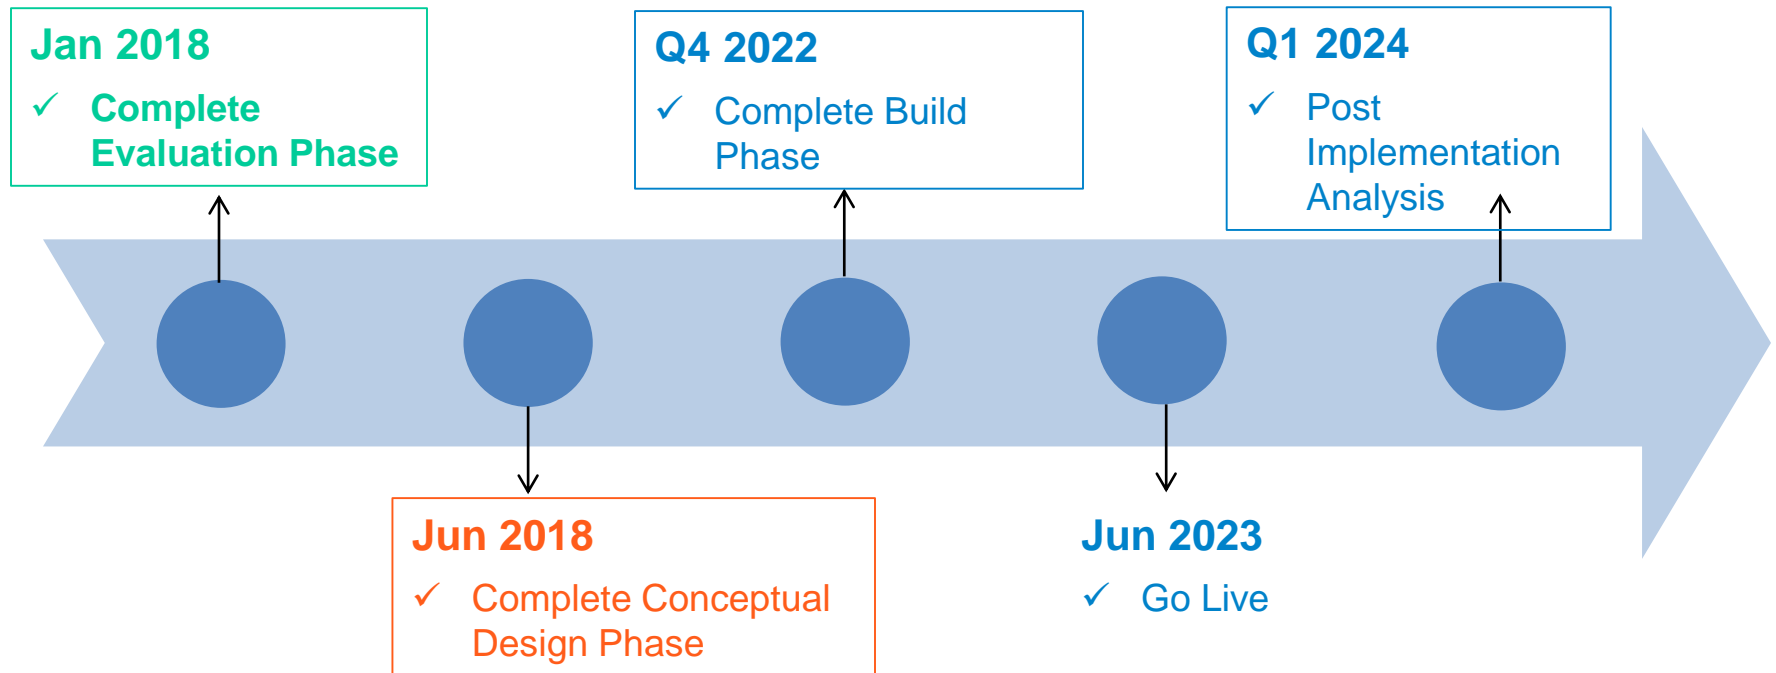 Jan 2018
✓ Complete
Evaluation Phase
Jun 2018
✓ Complete Conceptual
Design Phase
Q4 2022
✓ Complete Build
Phase
Jun 2023
✓ Go Live
Q1 2024
✓ Post
Implementation
Analysis